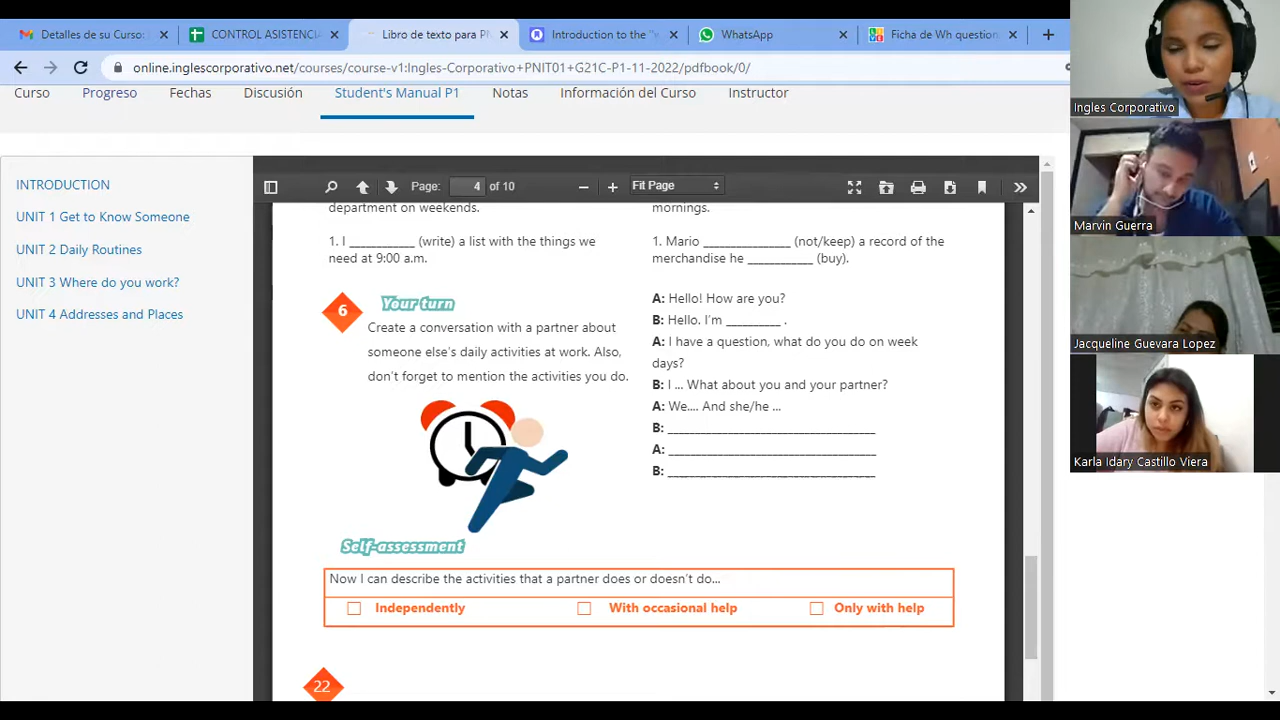 Detalles de su Curso:
CONTROL ASISTENCIA
Libro de texto para PN
Introduction to the "v
WhatsApp
Ficha de Wh question
online.inglescorporativo.net/courses/course-v1:Ingles-Corporativo+PNIT01+G21C-P1-11-2022/pdfbook/0/
Curso
Progreso
Fechas
Discusión
Student's Manual P1
Notas
Información del Curso
Instructor
INTRODUCTION
UNIT 1 Get to Know Someone
UNIT 2 Daily Routines
UNIT 3 Where do you work?
UNIT 4 Addresses and Places
Page: 4 of 10
Fit Page
department on weekends.
1. I ____________ (write) a list with the things we
need at 9:00 a.m.
6
Your turn
Create a conversation with a partner about
someone else's daily activities at work. Also,
don't forget to mention the activities you do.
mornings.
1. Mario ________________ (not/keep) a record of the
merchandise he ____________ (buy).
A: Hello! How are you?
B: Hello. I'm __________ .
A: I have a question, what do you do on week
days?
B: I ... What about you and your partner?
A: We.... And she/he ...
B: ______________________________________
A: ______________________________________
B: ______________________________________
Self-assessment
Now I can describe the activities that a partner does or doesn't do...
Independently
With occasional help
Only with help
22
Ingles Corporativo
Marvin Guerra
Jacqueline Guevara Lopez
Karla Idary Castillo Viera